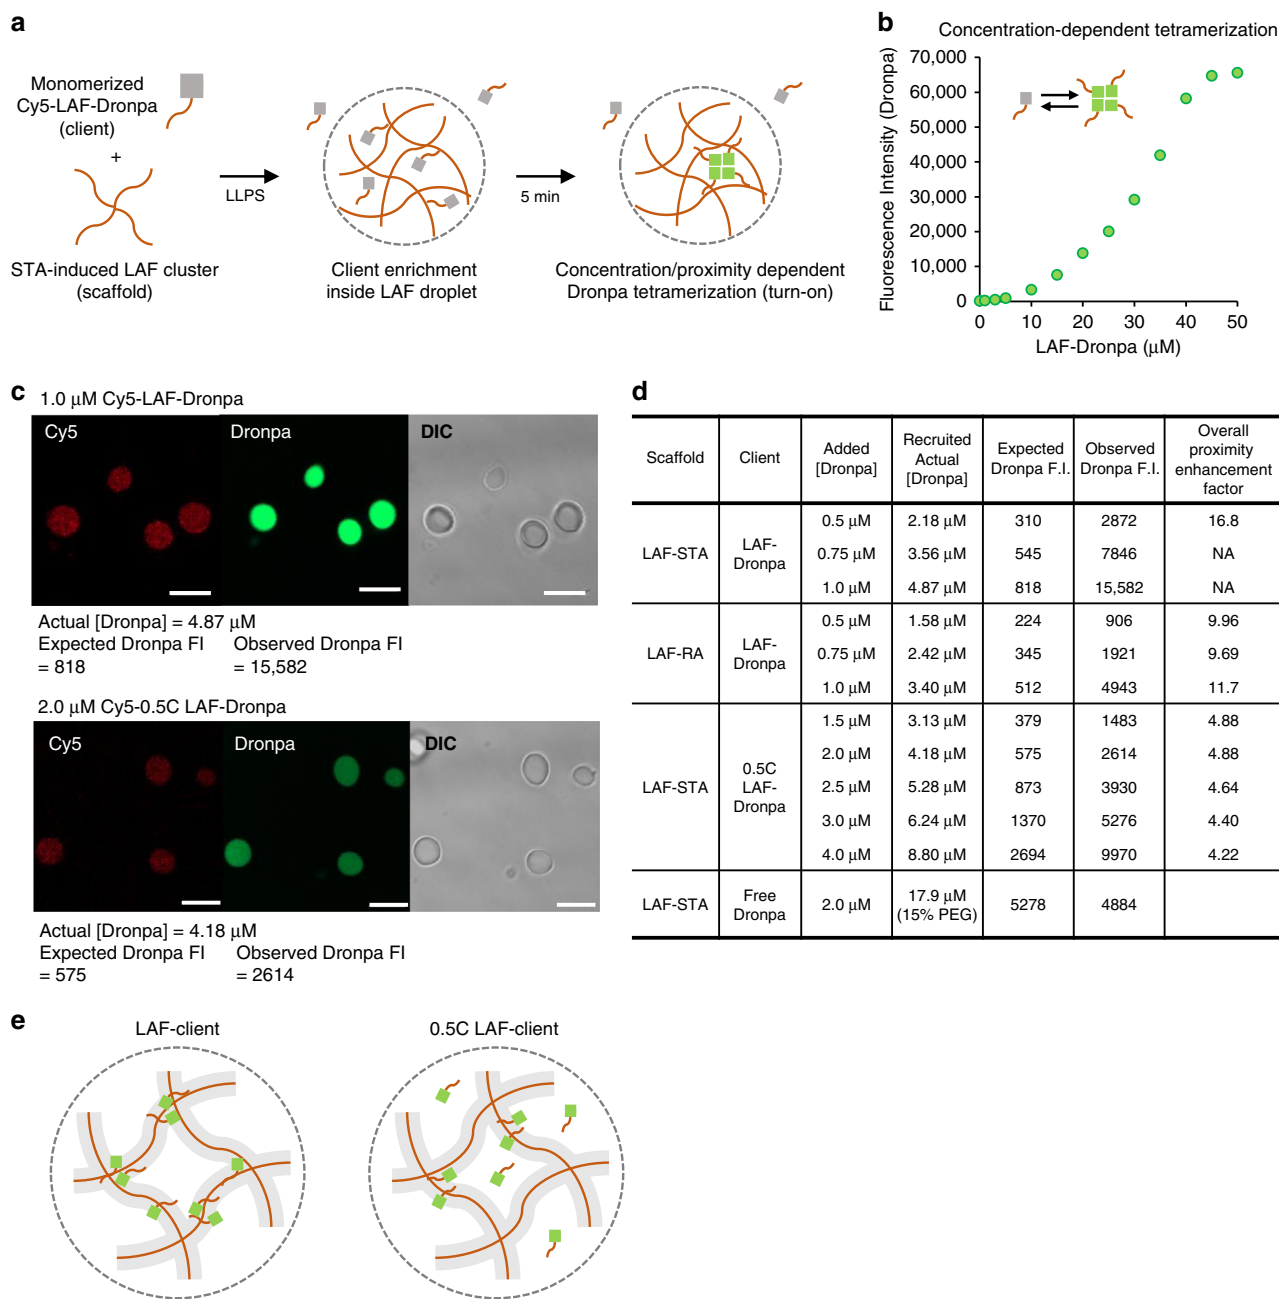 a
Monomerized
Cy5-LAF-Dronpa
(client)
+
STA-induced LAF cluster
(scaffold)
LLPS
Client enrichment
inside LAF droplet
5 min
Concentration/proximity dependent
Dronpa tetramerization (turn-on)
b
Concentration-dependent tetramerization
Fluorescence Intensity (Dronpa)
70,000
60,000
50,000
40,000
30,000
20,000
10,000
0
0 10 20 30 40 50
LAF-Dronpa (μM)
c
1.0 μM Cy5-LAF-Dronpa
Cy5 Dronpa DIC
Actual [Dronpa] = 4.87 μM
Expected Dronpa FI Observed Dronpa FI
= 818 = 15,582
2.0 μM Cy5-0.5C LAF-Dronpa
Cy5 Dronpa DIC
Actual [Dronpa] = 4.18 μM
Expected Dronpa FI Observed Dronpa FI
= 575 = 2614
d
Scaffold Client Added [Dronpa] Recruited Actual [Dronpa] Expected Dronpa F.I. Observed Dronpa F.I. Overall proximity enhancement factor
LAF-STA LAF-Dronpa 0.5 μM 2.18 μM 310 2872 16.8
0.75 μM 3.56 μM 545 7846 NA
1.0 μM 4.87 μM 818 15,582 NA
LAF-RA LAF-Dronpa 0.5 μM 1.58 μM 224 906 9.96
0.75 μM 2.42 μM 345 1921 9.69
1.0 μM 3.40 μM 512 4943 11.7
LAF-STA 0.5C LAF-Dronpa 1.5 μM 3.13 μM 379 1483 4.88
2.0 μM 4.18 μM 575 2614 4.88
2.5 μM 5.28 μM 873 3930 4.64
3.0 μM 6.24 μM 1370 5276 4.40
4.0 μM 8.80 μM 2694 9970 4.22
LAF-STA Free Dronpa 2.0 μM 17.9 μM (15% PEG) 5278 4884
e
LAF-client 0.5C LAF-client